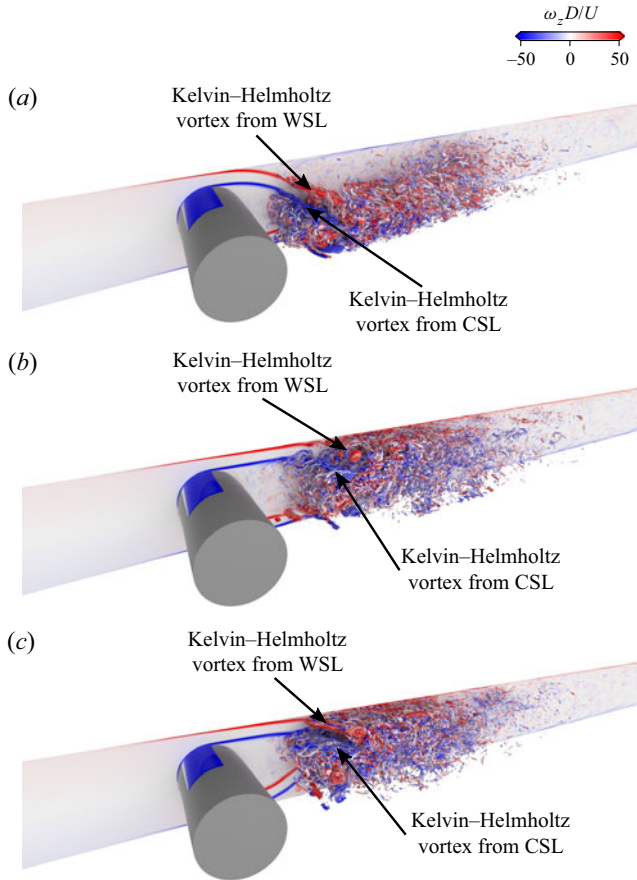 ω_z D/U
−50 0 50
(a)
Kelvin–Helmholtz
vortex from WSL
Kelvin–Helmholtz
vortex from CSL
(b)
Kelvin–Helmholtz
vortex from WSL
Kelvin–Helmholtz
vortex from CSL
(c)
Kelvin–Helmholtz
vortex from WSL
Kelvin–Helmholtz
vortex from CSL